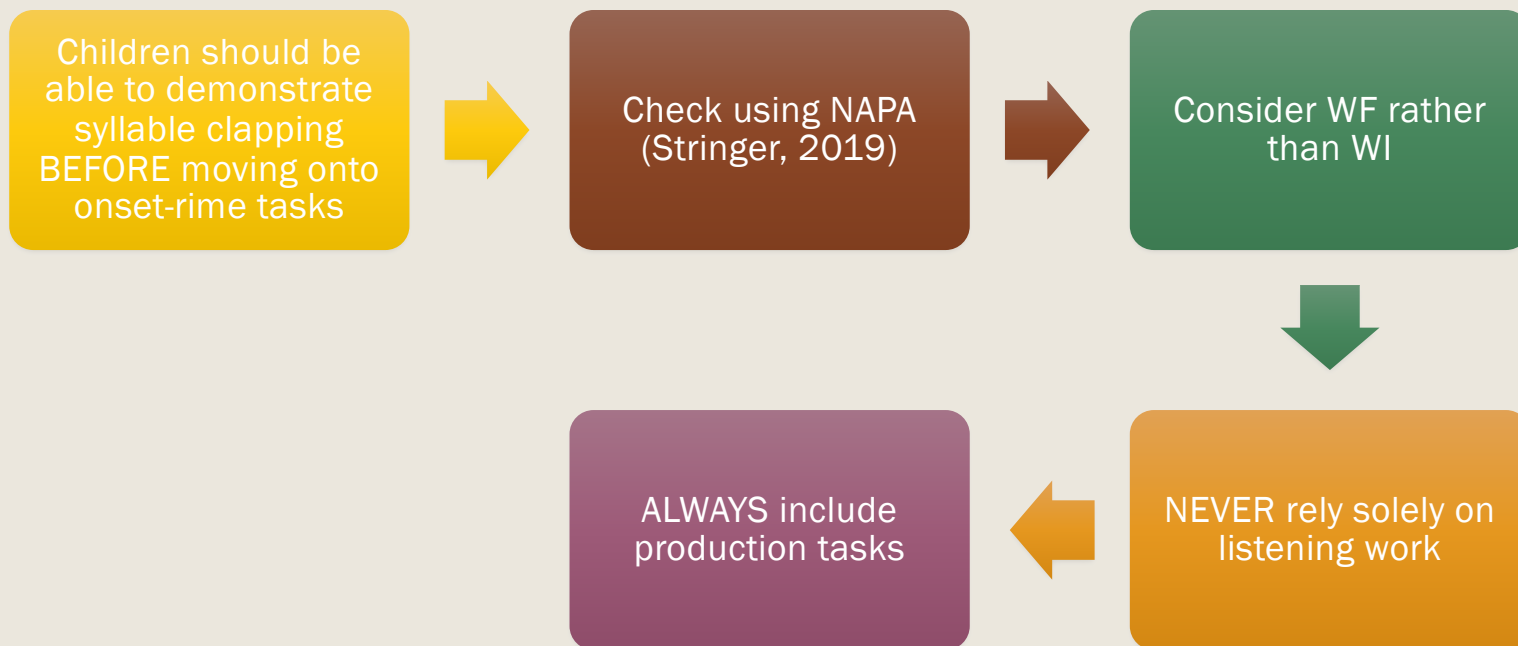 Children should be
able to demonstrate
syllable clapping
BEFORE moving onto
onset-rime tasks
Check using NAPA
(Stringer, 2019)
Consider WF rather
than WI
NEVER rely solely on
listening work
ALWAYS include
production tasks